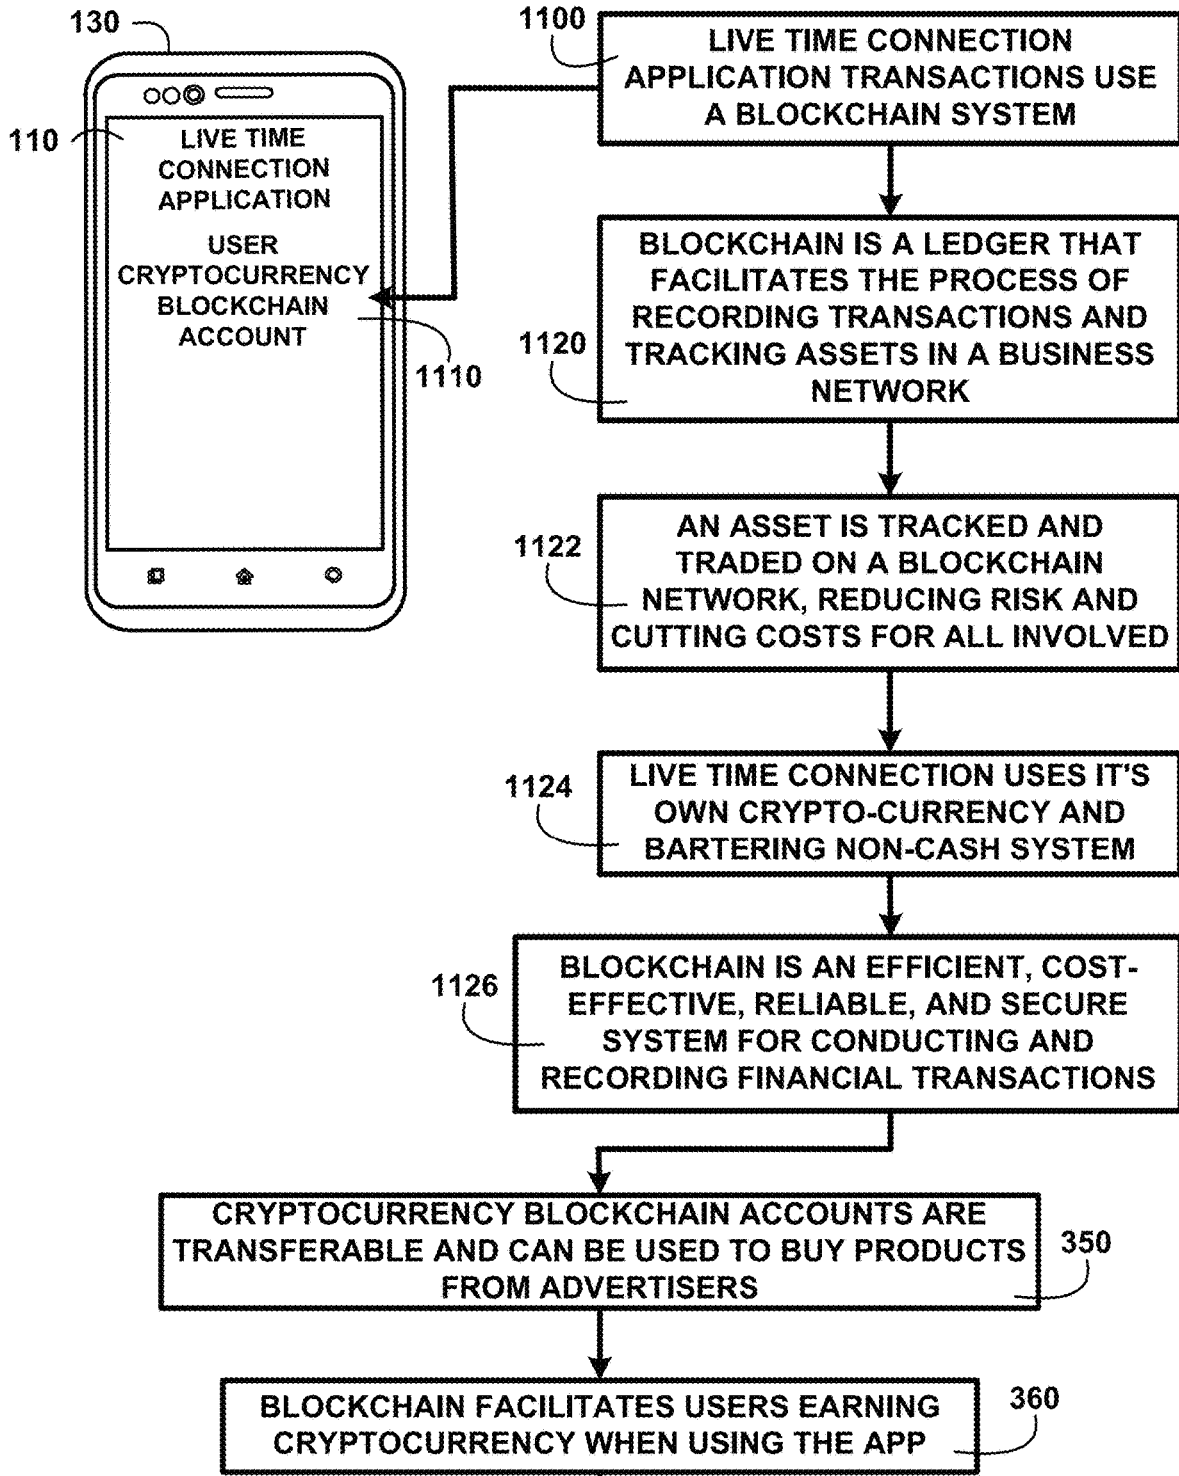 130
110
LIVE TIME
CONNECTION
APPLICATION
USER
CRYPTOCURRENCY
BLOCKCHAIN
ACCOUNT
1110
1100
LIVE TIME CONNECTION
APPLICATION TRANSACTIONS USE
A BLOCKCHAIN SYSTEM
BLOCKCHAIN IS A LEDGER THAT
FACILITATES THE PROCESS OF
RECORDING TRANSACTIONS AND
TRACKING ASSETS IN A BUSINESS
NETWORK
1120
AN ASSET IS TRACKED AND
TRADED ON A BLOCKCHAIN
NETWORK, REDUCING RISK AND
CUTTING COSTS FOR ALL INVOLVED
1122
LIVE TIME CONNECTION USES IT'S
OWN CRYPTO-CURRENCY AND
BARTERING NON-CASH SYSTEM
1124
BLOCKCHAIN IS AN EFFICIENT, COST-
EFFECTIVE, RELIABLE, AND SECURE
SYSTEM FOR CONDUCTING AND
RECORDING FINANCIAL TRANSACTIONS
1126
CRYPTOCURRENCY BLOCKCHAIN ACCOUNTS ARE
TRANSFERABLE AND CAN BE USED TO BUY PRODUCTS
FROM ADVERTISERS
350
BLOCKCHAIN FACILITATES USERS EARNING
CRYPTOCURRENCY WHEN USING THE APP
360